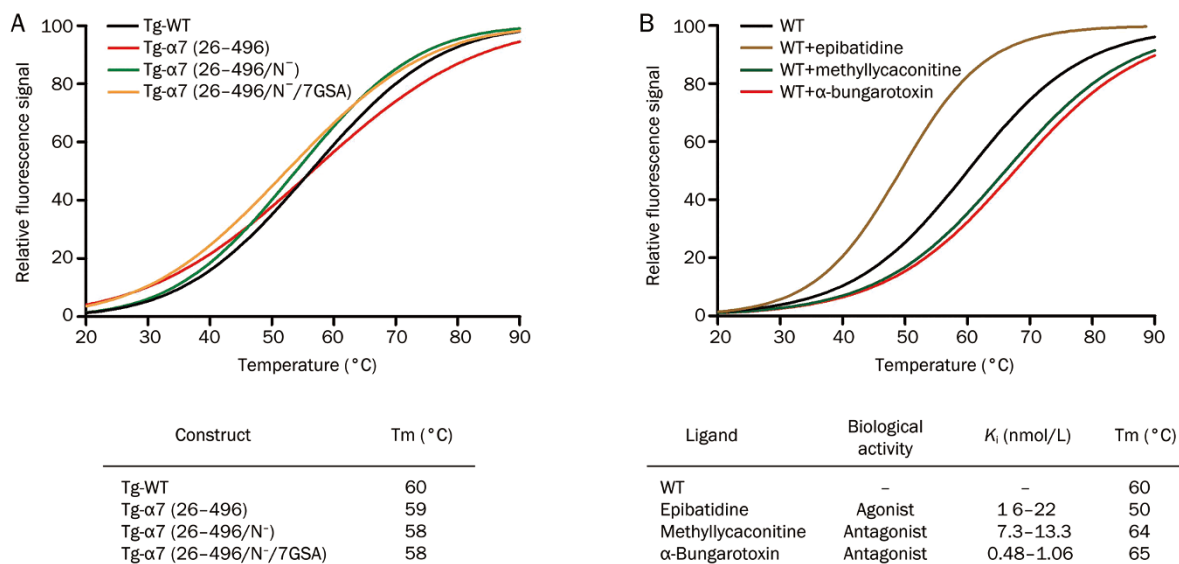 A
Tg-WT
Tg-α7 (26–496)
Tg-α7 (26–496/N⁻)
Tg-α7 (26–496/N⁻/7GSA)
Relative fluorescence signal
100
80
60
40
20
0
20 30 40 50 60 70 80 90
Temperature (°C)
Construct Tm (°C)
Tg-WT 60
Tg-α7 (26–496) 59
Tg-α7 (26–496/N⁻) 58
Tg-α7 (26–496/N⁻/7GSA) 58
B
WT
WT+epibatidine
WT+methyllycaconitine
WT+α-bungarotoxin
Relative fluorescence signal
100
80
60
40
20
0
20 30 40 50 60 70 80 90
Temperature (°C)
Ligand Biological activity Ki (nmol/L) Tm (°C)
WT – – 60
Epibatidine Agonist 1 6–22 50
Methyllycaconitine Antagonist 7.3–13.3 64
α-Bungarotoxin Antagonist 0.48–1.06 65